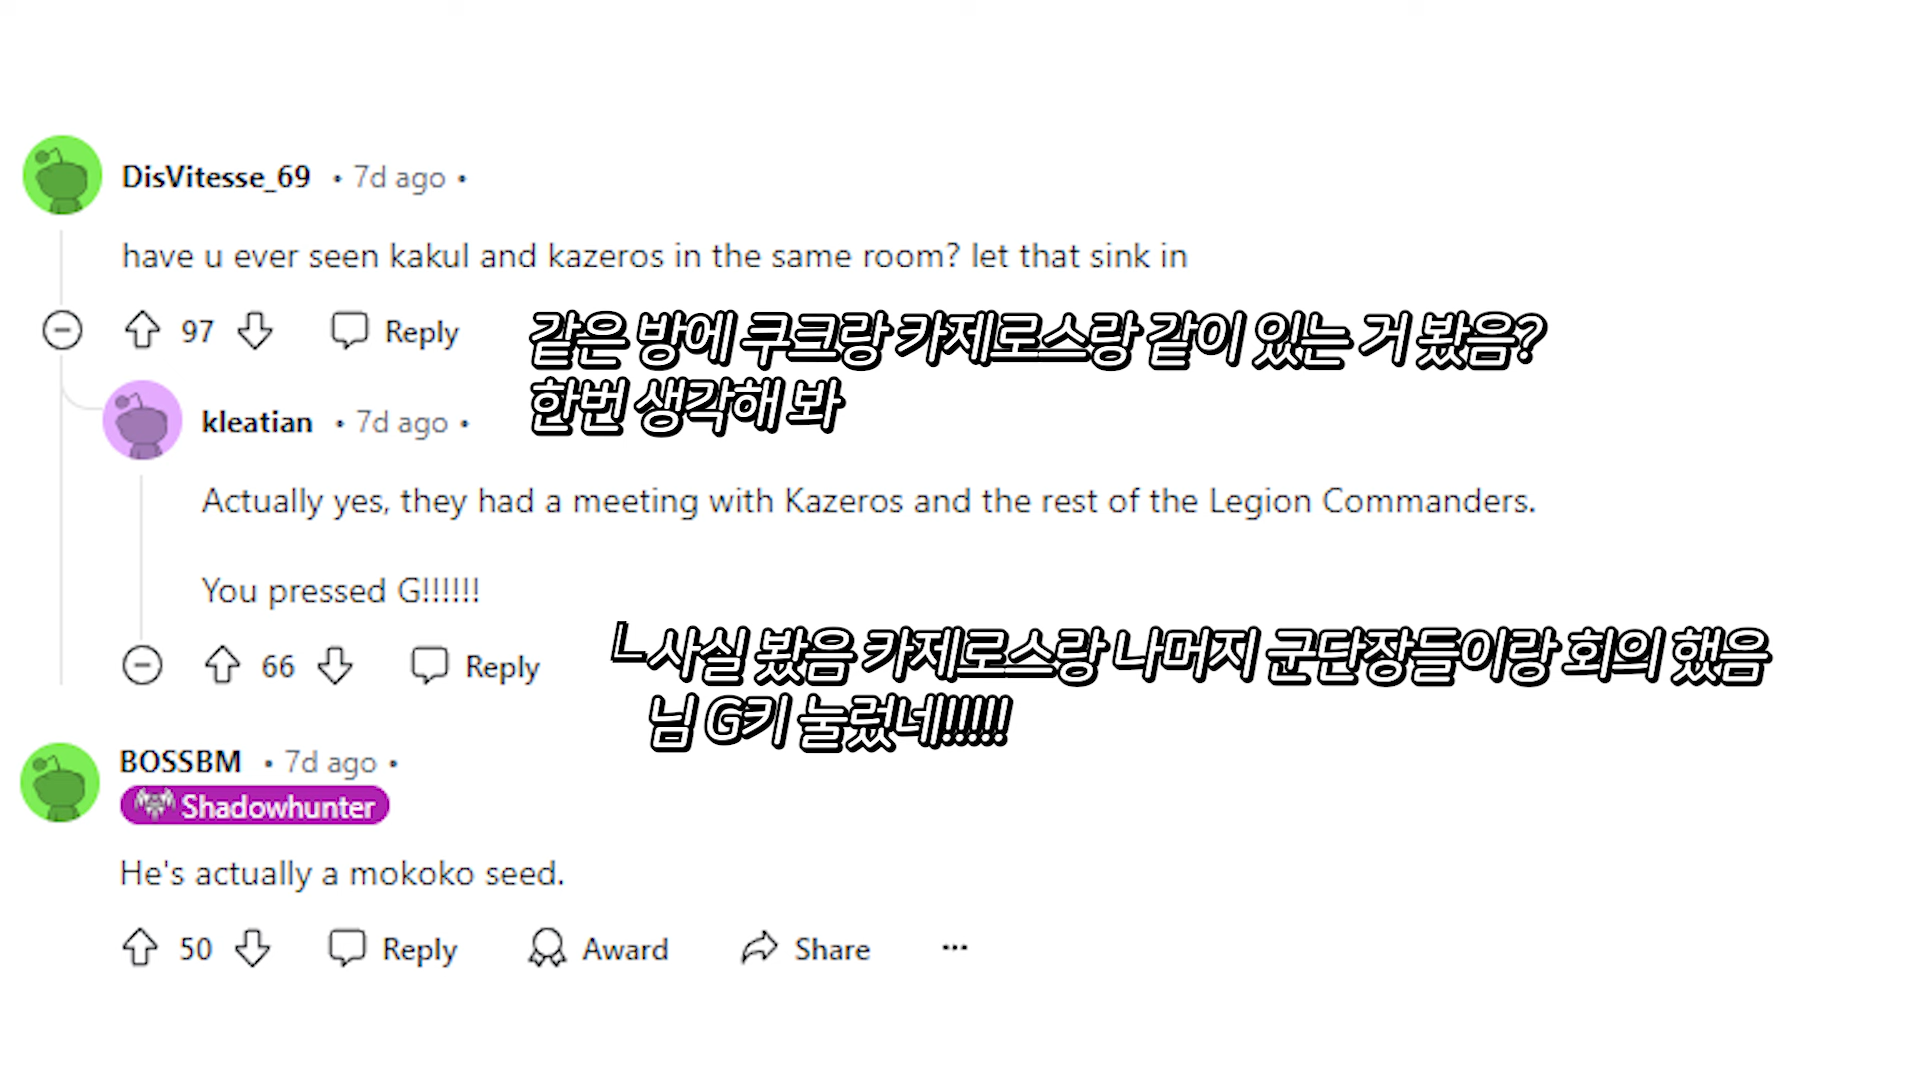 DisVitesse_69 • 7d ago •
have u ever seen kakul and kazeros in the same room? let that sink in
97 Reply
같은 방에 쿠크랑 카제로스랑 같이 있는 거 봤음?
한번 생각해 봐
kleatian • 7d ago •
Actually yes, they had a meeting with Kazeros and the rest of the Legion Commanders.
You pressed G!!!!!!
66 Reply
ㄴ사실 봤음 카제로스랑 나머지 군단장들이랑 회의 했음
님 G키 눌렀네!!!!!!
BOSSBM • 7d ago •
Shadowhunter
He's actually a mokoko seed.
50 Reply Award Share ...